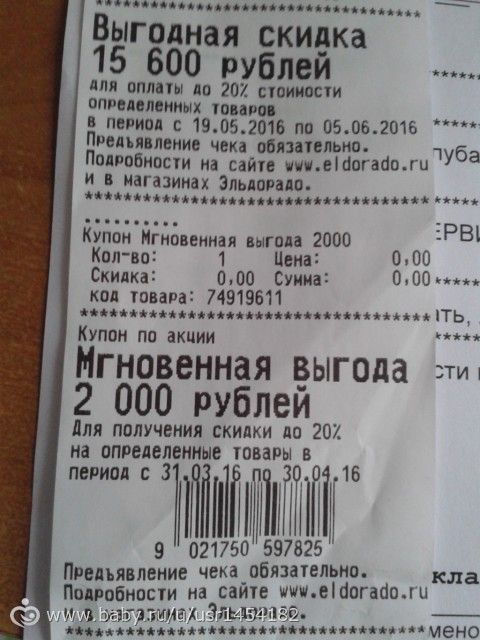 ****************************************
Выгодная скидка
15 600 рублей
для оплаты до 20% стоимости
определенных товаров
в период с 19.05.2016 по 05.06.2016
Предъявление чека обязательно.
Подробности на сайте www.eldorado.ru
и в магазинах Эльдорадо.
****************************************
..........
Купон Мгновенная выгода 2000
Кол-во: 1 Цена: 0,00
Скидка: 0,00 Сумма: 0,00
код товара: 74919611
****************************************
Купон по акции
Мгновенная выгода
2 000 рублей
Для получения скидки до 20%
на определенные товары в
период с 31.03.16 по 30.04.16
9 021750 597825
Предъявление чека обязательно.
Подробности на сайте www.eldorado.ru